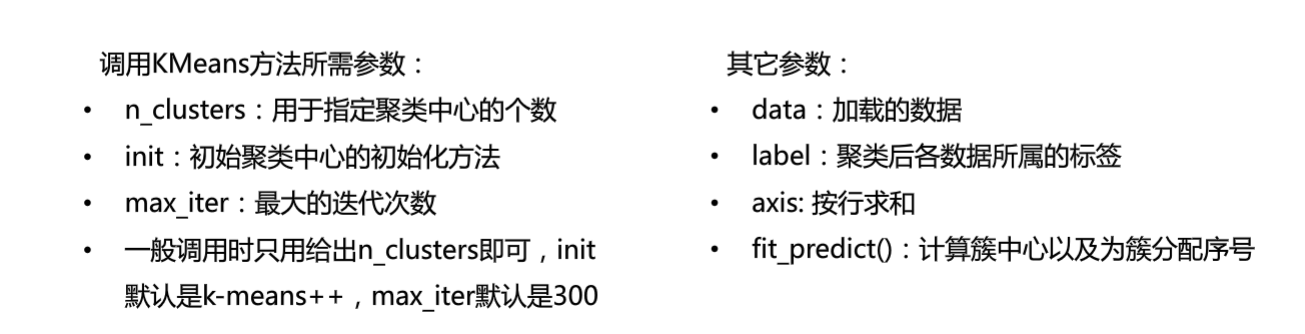 调用KMeans方法所需参数：
• n_clusters：用于指定聚类中心的个数
• init：初始聚类中心的初始化方法
• max_iter：最大的迭代次数
• 一般调用时只用给出n_clusters即可，init
默认是k-means++，max_iter默认是300
其它参数：
• data：加载的数据
• label：聚类后各数据所属的标签
• axis: 按行求和
• fit_predict()：计算簇中心以及为簇分配序号